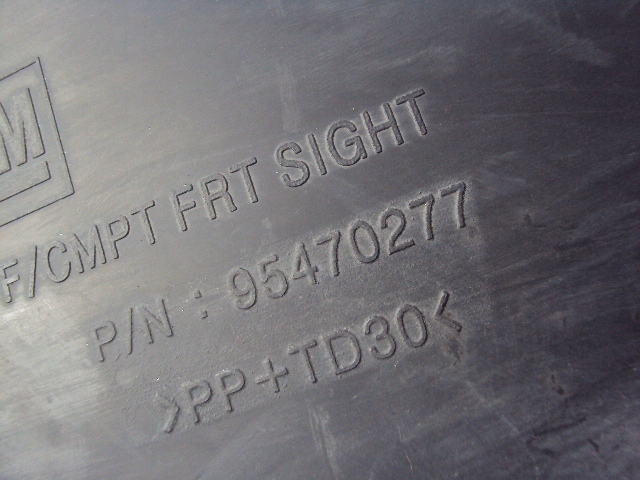 M
F/CMPT FRT SIGHT
P/N : 95470277
>PP+TD30<